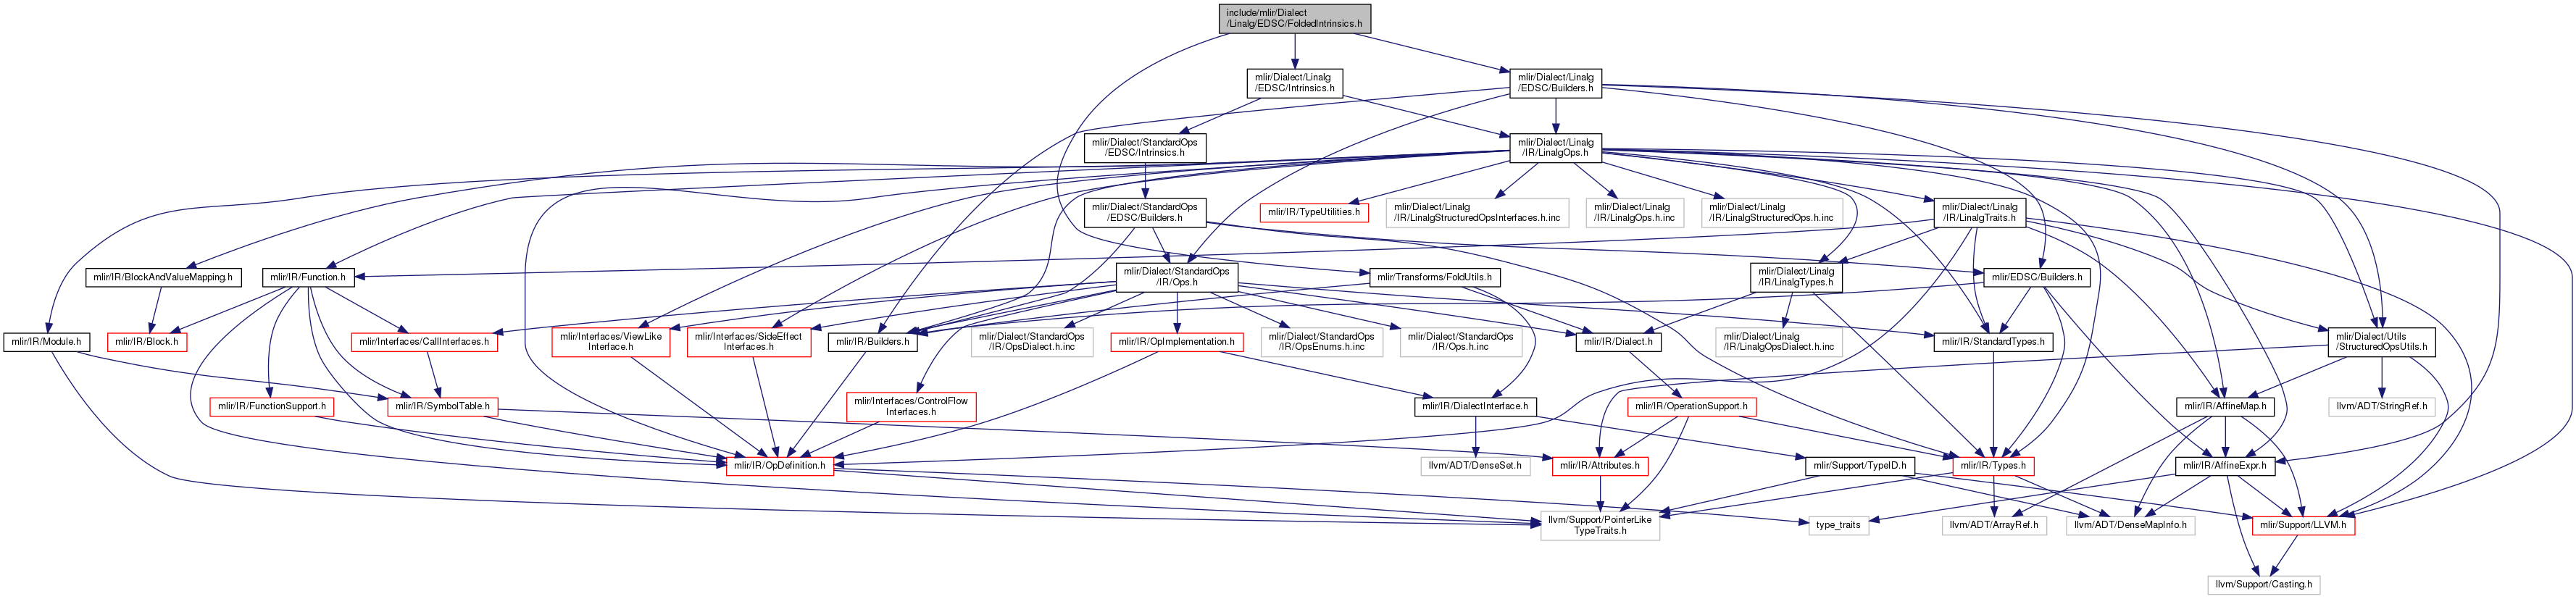 include/mlir/Dialect
/Linalg/EDSC/FoldedIntrinsics.h
mlir/Dialect/Linalg
/EDSC/Intrinsics.h
mlir/Dialect/Linalg
/EDSC/Builders.h
mlir/Dialect/StandardOps
/EDSC/Intrinsics.h
mlir/Dialect/Linalg
/IR/LinalgOps.h
mlir/Dialect/StandardOps
/EDSC/Builders.h
mlir/IR/TypeUtilities.h
mlir/Dialect/Linalg
/IR/LinalgStructuredOpsInterfaces.h.inc
mlir/Dialect/Linalg
/IR/LinalgOps.h.inc
mlir/Dialect/Linalg
/IR/LinalgStructuredOps.h.inc
mlir/Dialect/Linalg
/IR/LinalgTraits.h
mlir/IR/BlockAndValueMapping.h
mlir/IR/Function.h
mlir/Dialect/StandardOps
/IR/Ops.h
mlir/Transforms/FoldUtils.h
mlir/Dialect/Linalg
/IR/LinalgTypes.h
mlir/EDSC/Builders.h
mlir/IR/Module.h
mlir/IR/Block.h
mlir/Interfaces/CallInterfaces.h
mlir/Interfaces/ViewLike
Interface.h
mlir/Interfaces/SideEffect
Interfaces.h
mlir/IR/Builders.h
mlir/Dialect/StandardOps
/IR/OpsDialect.h.inc
mlir/IR/OpImplementation.h
mlir/Dialect/StandardOps
/IR/OpsEnums.h.inc
mlir/Dialect/StandardOps
/IR/Ops.h.inc
mlir/IR/Dialect.h
mlir/Dialect/Linalg
/IR/LinalgOpsDialect.h.inc
mlir/IR/StandardTypes.h
mlir/Dialect/Utils
/StructuredOpsUtils.h
mlir/IR/FunctionSupport.h
mlir/IR/SymbolTable.h
mlir/Interfaces/ControlFlow
Interfaces.h
mlir/IR/DialectInterface.h
mlir/IR/OperationSupport.h
mlir/IR/AffineMap.h
llvm/ADT/StringRef.h
mlir/IR/OpDefinition.h
llvm/ADT/DenseSet.h
mlir/IR/Attributes.h
mlir/Support/TypeID.h
mlir/IR/Types.h
mlir/IR/AffineExpr.h
llvm/Support/PointerLike
TypeTraits.h
type_traits
llvm/ADT/ArrayRef.h
llvm/ADT/DenseMapInfo.h
mlir/Support/LLVM.h
llvm/Support/Casting.h